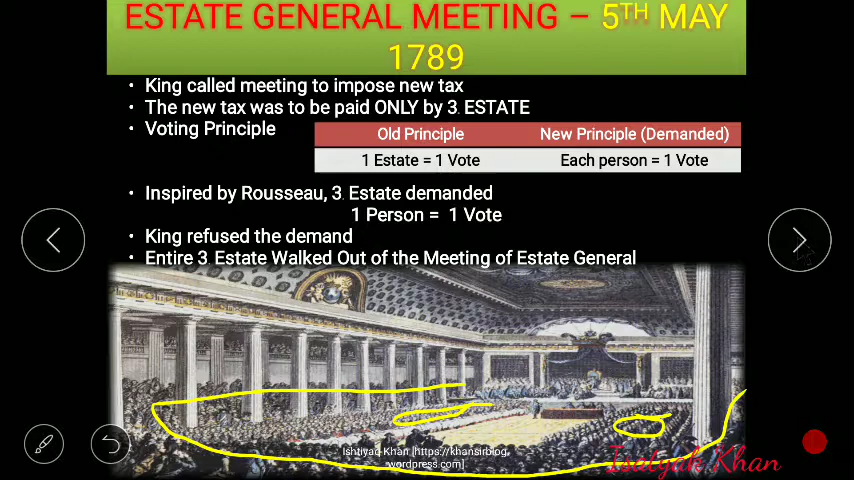 ESTATE GENERAL MEETING – 5TH MAY
1789
• King called meeting to impose new tax
• The new tax was to be paid ONLY by 3. ESTATE
• Voting Principle
Old Principle New Principle (Demanded)
1 Estate = 1 Vote Each person = 1 Vote
• Inspired by Rousseau, 3. Estate demanded
1 Person = 1 Vote
• King refused the demand
• Entire 3. Estate Walked Out of the Meeting of Estate General
Ishtiyaq Khan [https://khansirblog.
wordpress.com]
Khan